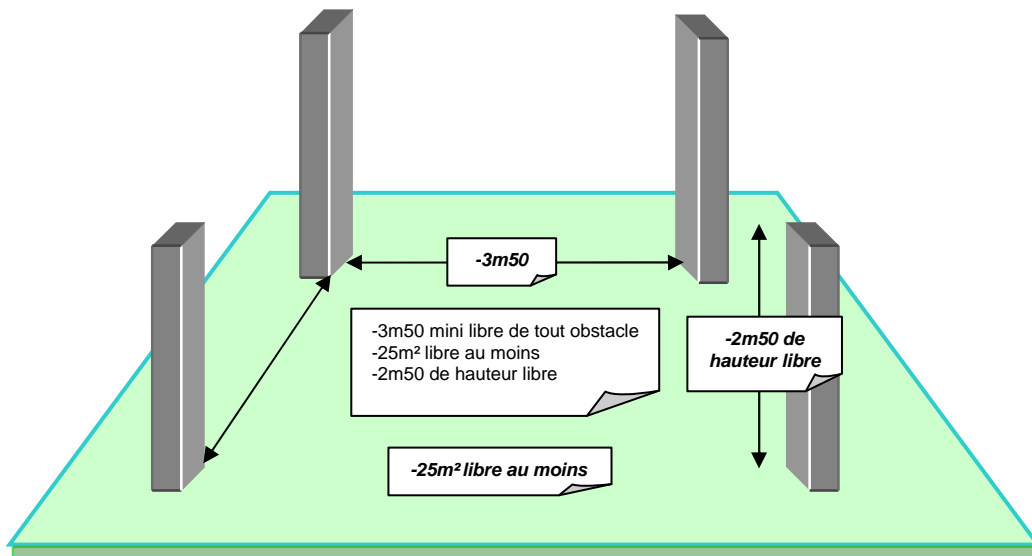 -3m50
-3m50 mini libre de tout obstacle
-25m² libre au moins
-2m50 de hauteur libre
-2m50 de
hauteur libre
-25m² libre au moins